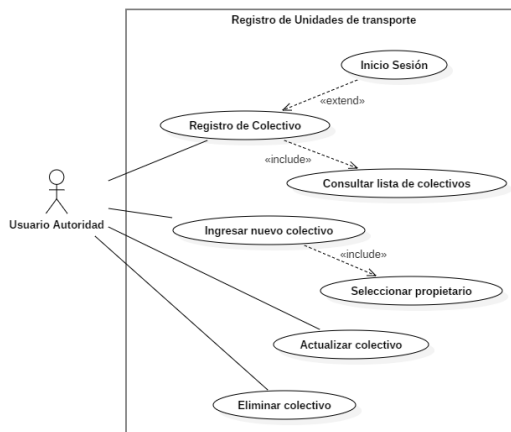 Registro de Unidades de transporte
Inicio Sesión
«extend»
Registro de Colectivo
«include»
Consultar lista de colectivos
Usuario Autoridad
Ingresar nuevo colectivo
«include»
Seleccionar propietario
Actualizar colectivo
Eliminar colectivo